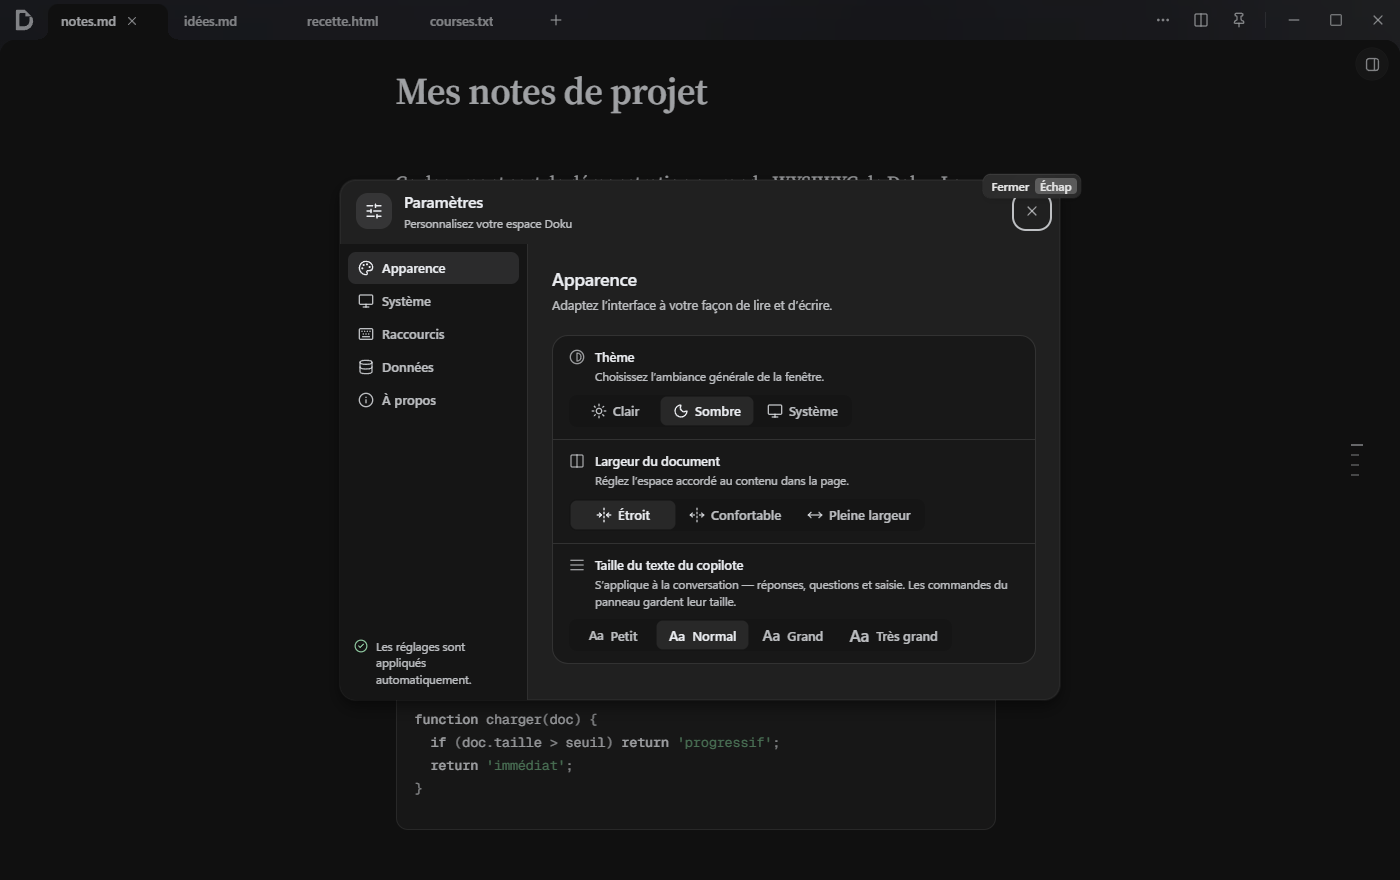 notes.md
idées.md
recette.html
courses.txt
Mes notes de projet
Fermer Échap
Paramètres
Personnalisez votre espace Doku
Apparence
Système
Raccourcis
Données
À propos
Les réglages sont
appliqués
automatiquement.
Apparence
Adaptez l'interface à votre façon de lire et d'écrire.
Thème
Choisissez l'ambiance générale de la fenêtre.
Clair
Sombre
Système
Largeur du document
Réglez l'espace accordé au contenu dans la page.
Étroit
Confortable
Pleine largeur
Taille du texte du copilote
S'applique à la conversation — réponses, questions et saisie. Les commandes du
panneau gardent leur taille.
Aa Petit
Aa Normal
Aa Grand
Aa Très grand
function charger(doc) {
if (doc.taille > seuil) return 'progressif';
return 'immédiat';
}